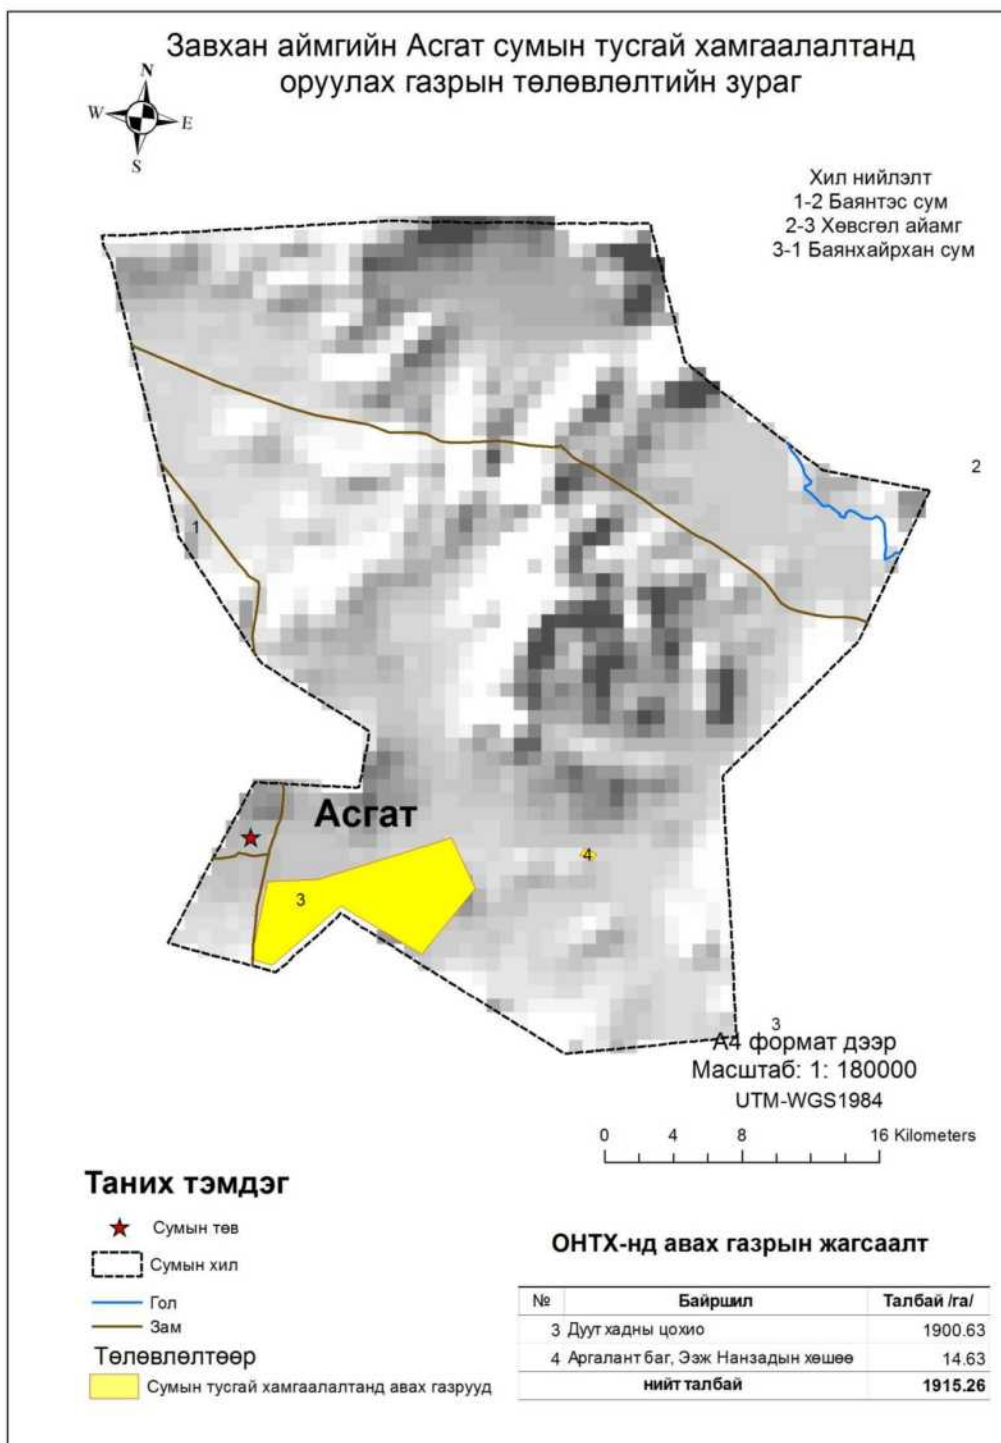 Завхан аймгийн Асгат сумын тусгай хамгаалалтанд
оруулах газрын төлөвлөлтийн зураг
N
W
E
S
Хил нийлэлт
1-2 Баянтэс сум
2-3 Хөвсгөл айамг
3-1 Баянхайрхан сум
2
1
Асгат
4
3
3
А4 формат дээр
Масштаб: 1: 180000
UTM-WGS1984
0 4 8 16 Kilometers
Таних тэмдэг
Сумын төв
Сумын хил
Гол
Зам
Төлөвлөлтөөр
Сумын тусгай хамгаалалтанд авах газрууд
ОНТХ-нд авах газрын жагсаалт
№ Байршил Талбай /га/
3 Дуут хадны цохио 1900.63
4 Аргалант баг, Ээж Нанзадын хөшөө 14.63
нийт талбай 1915.26